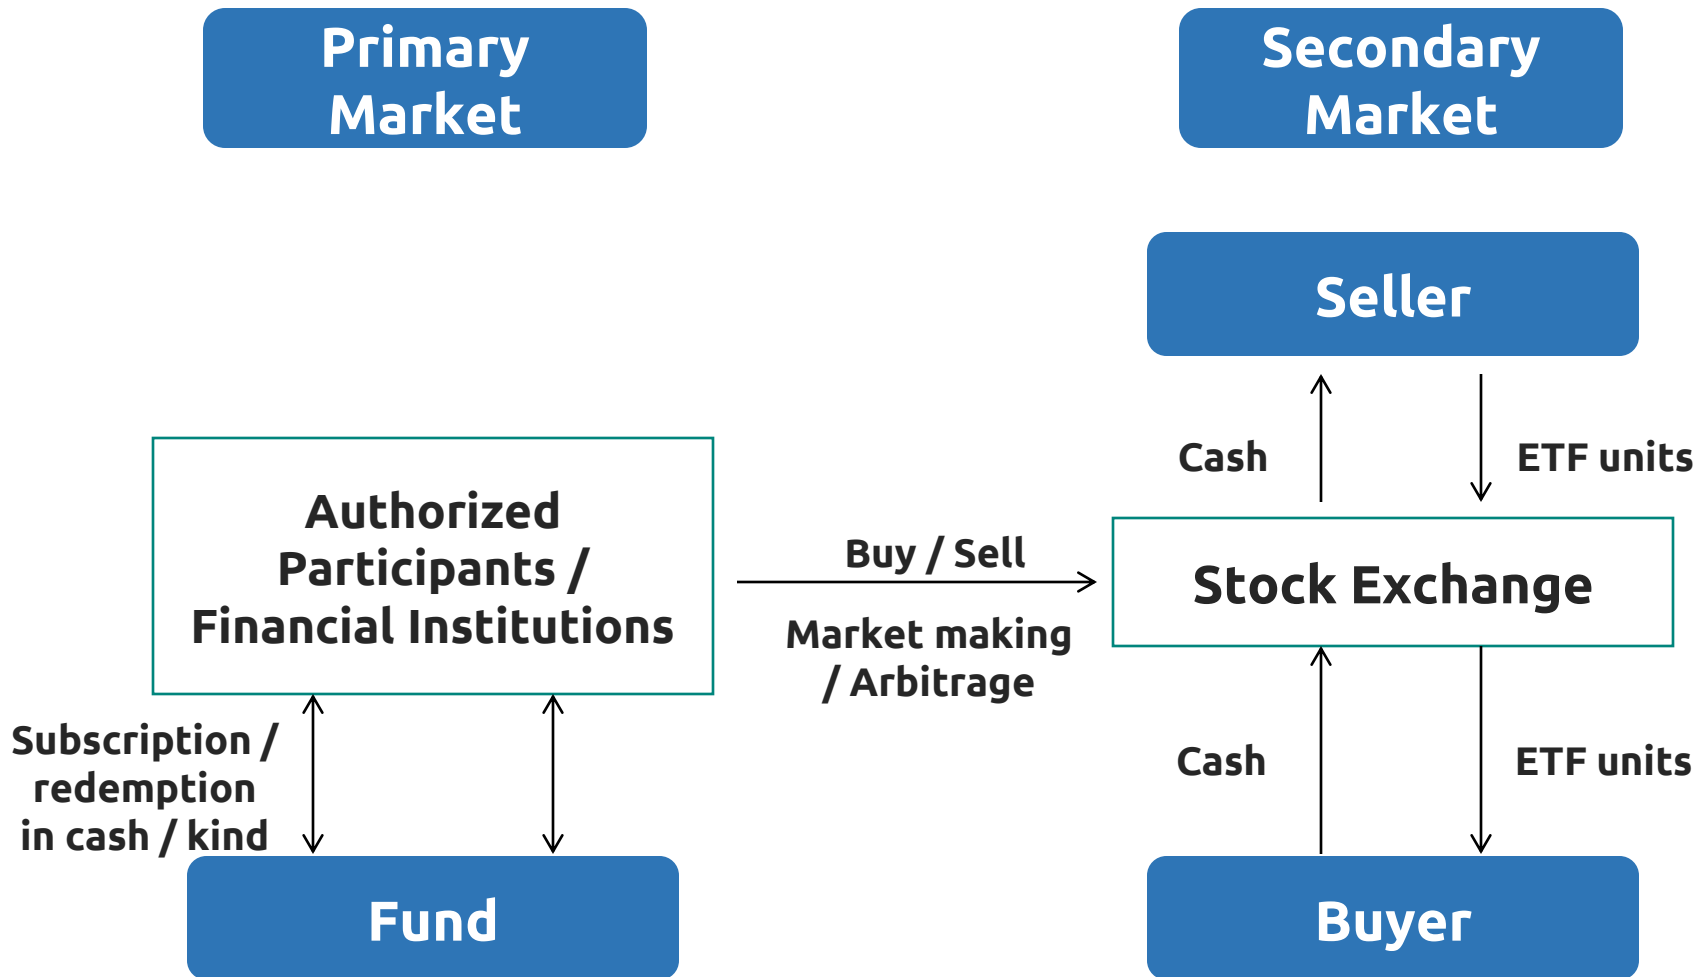 Primary
Market
Secondary
Market
Seller
Cash
ETF units
Authorized
Participants /
Financial Institutions
Buy / Sell
Market making
/ Arbitrage
Stock Exchange
Subscription /
redemption
in cash / kind
Cash
ETF units
Fund
Buyer